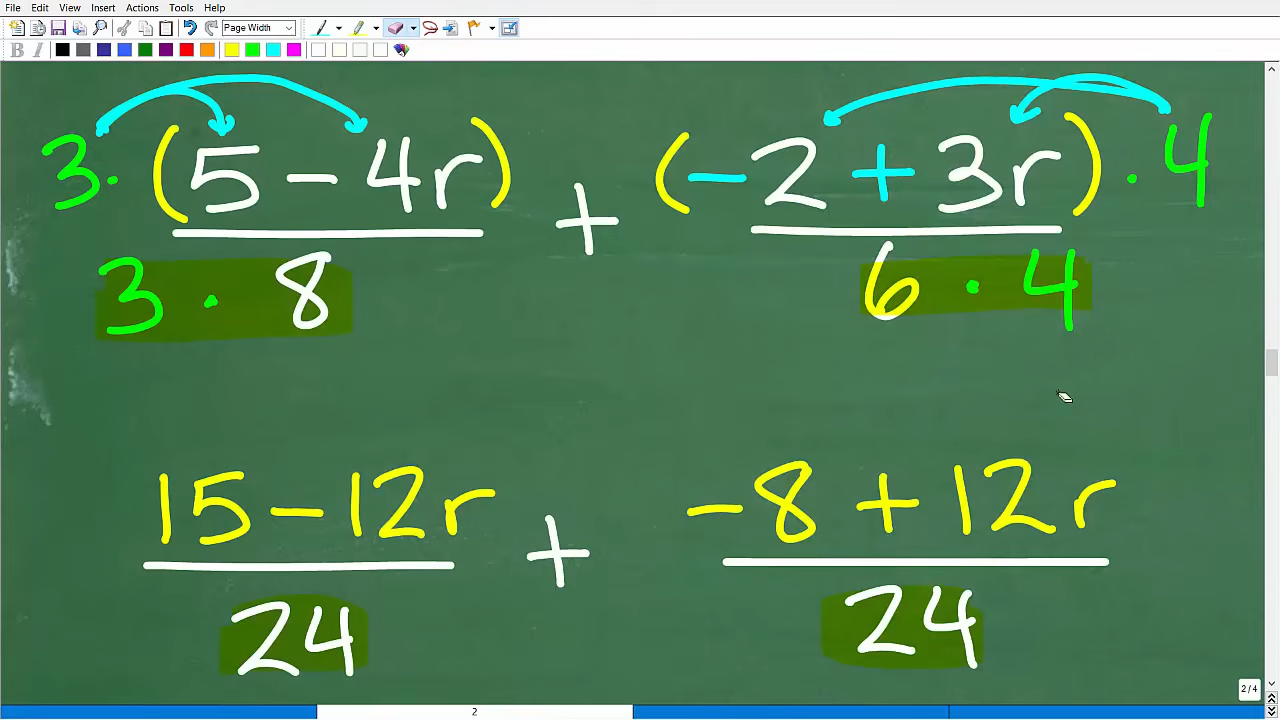 File Edit View Insert Actions Tools Help
Page Width
B I
3 · (5 - 4r) + (- 2 + 3r) · 4
3 · 8 6 · 4
15 - 12r + - 8 + 12r
24 24
2/4
2